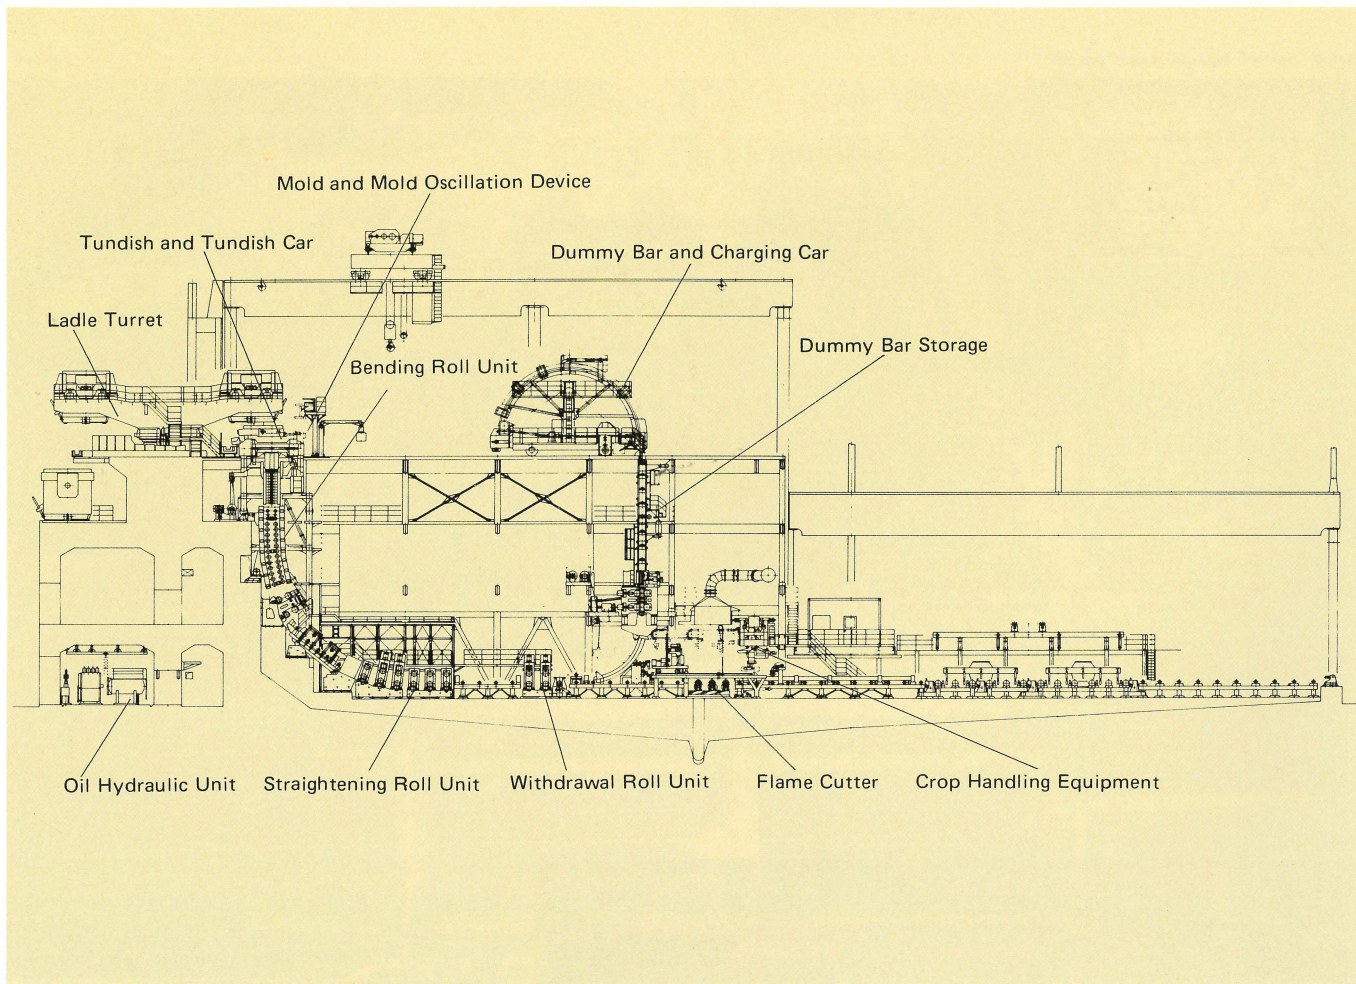 Mold and Mold Oscillation Device
Tundish and Tundish Car
Dummy Bar and Charging Car
Ladle Turret
Dummy Bar Storage
Bending Roll Unit
Oil Hydraulic Unit
Straightening Roll Unit
Withdrawal Roll Unit
Flame Cutter
Crop Handling Equipment